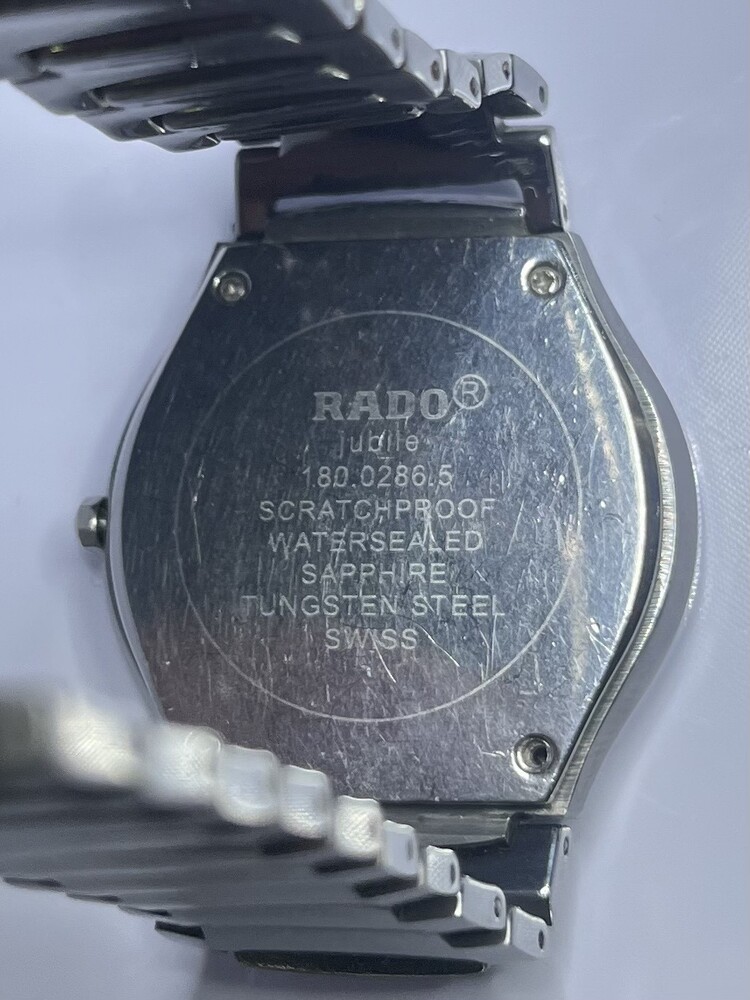 RADO®
jubile
180.0286.5
SCRATCHPROOF
WATERSEALED
SAPPHIRE
TUNGSTEN STEEL
SWISS